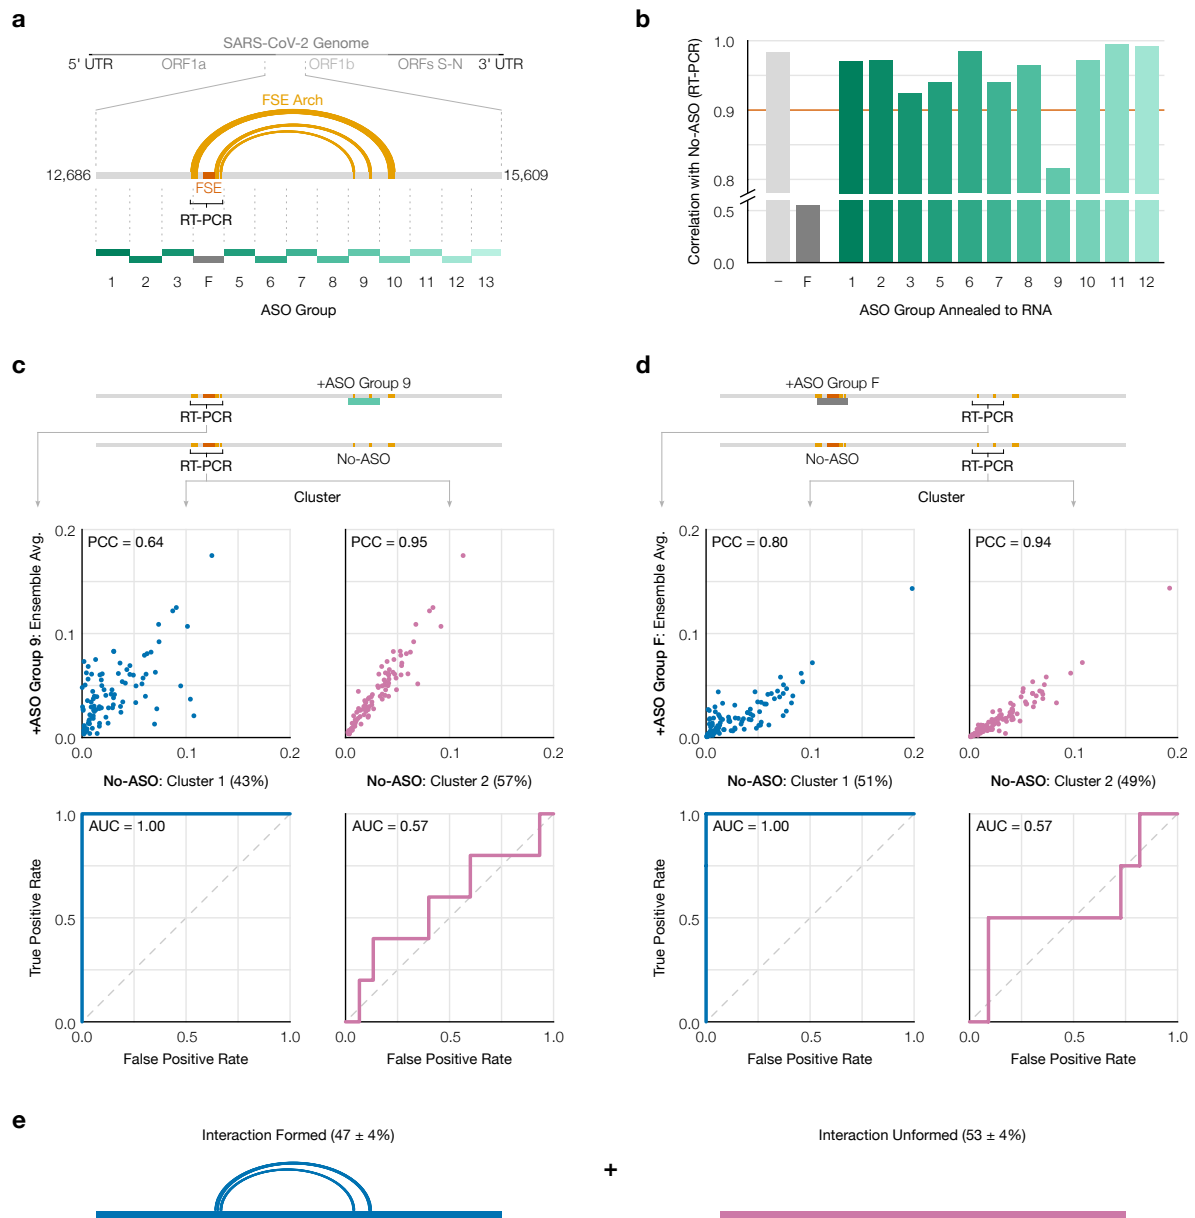 a
SARS-CoV-2 Genome
5' UTR ORF1a ORF1b ORFs S-N 3' UTR
FSE Arch
12,686 15,609
FSE
RT-PCR
1 2 3 F 5 6 7 8 9 10 11 12 13
ASO Group
b
Correlation with No-ASO (RT-PCR)
1.0
0.9
0.8
0.5
0.0
– F 1 2 3 5 6 7 8 9 10 11 12
ASO Group Annealed to RNA
c
+ASO Group 9
RT-PCR
No-ASO
RT-PCR
Cluster
+ASO Group 9: Ensemble Avg.
0.2
0.1
0.0
PCC = 0.64
0.0 0.1 0.2
No-ASO: Cluster 1 (43%)
PCC = 0.95
0.0 0.1 0.2
No-ASO: Cluster 2 (57%)
True Positive Rate
1.0
0.5
0.0
AUC = 1.00
0.0 0.5 1.0
False Positive Rate
AUC = 0.57
0.0 0.5 1.0
False Positive Rate
d
+ASO Group F
RT-PCR
No-ASO
RT-PCR
Cluster
+ASO Group F: Ensemble Avg.
0.2
0.1
0.0
PCC = 0.80
0.0 0.1 0.2
No-ASO: Cluster 1 (51%)
PCC = 0.94
0.0 0.1 0.2
No-ASO: Cluster 2 (49%)
True Positive Rate
1.0
0.5
0.0
AUC = 1.00
0.0 0.5 1.0
False Positive Rate
AUC = 0.57
0.0 0.5 1.0
False Positive Rate
e
Interaction Formed (47 ± 4%)
+
Interaction Unformed (53 ± 4%)